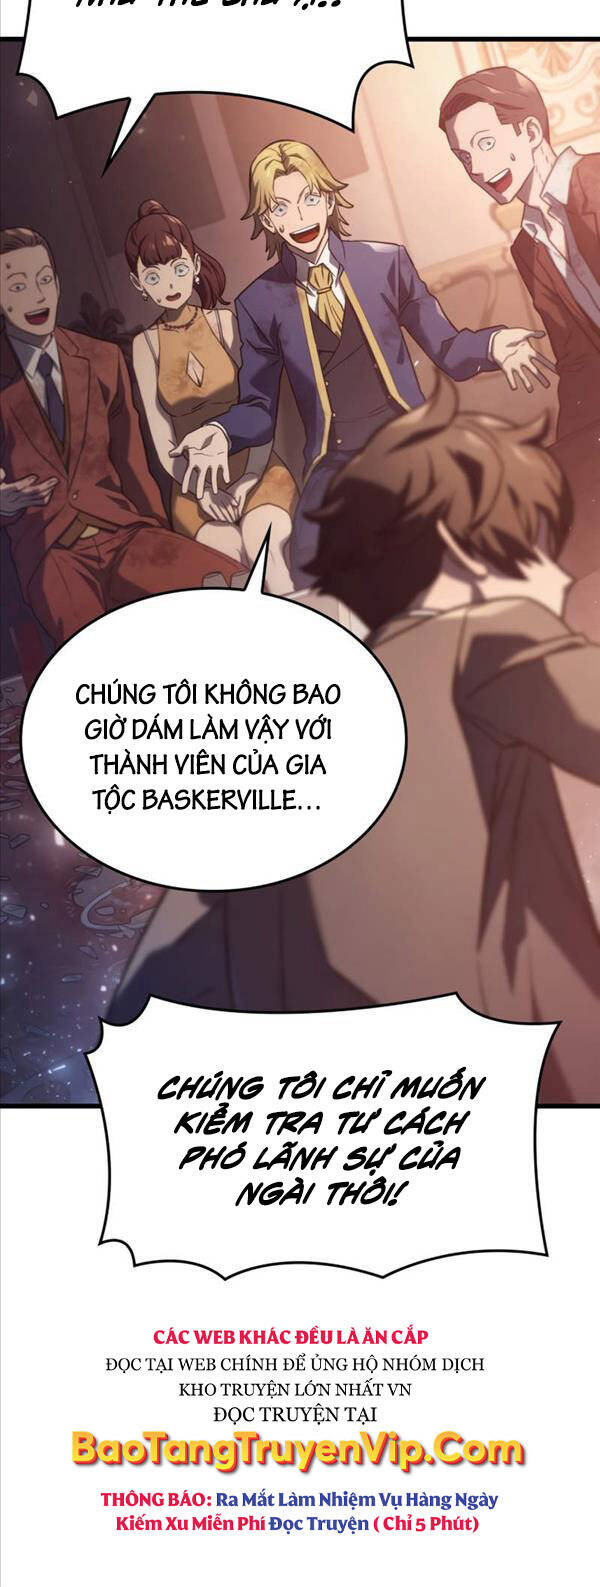 CHÚNG TÔI KHÔNG BAO
GIỜ DÁM LÀM VẬY VỚI
THÀNH VIÊN CỦA GIA
TỘC BASKERVILLE...
CHÚNG TÔI CHỈ MUỐN
KIỂM TRA TƯ CÁCH
PHÓ LÃNH SỰ CỦA
NGÀI THÔI!
CÁC WEB KHÁC ĐỀU LÀ ĂN CẮP
ĐỌC TẠI WEB CHÍNH ĐỂ ỦNG HỘ NHÓM DỊCH
KHO TRUYỆN LỚN NHẤT VN
ĐỌC TRUYỆN TẠI
BaoTangTruyenVip.Com
THÔNG BÁO: Ra Mắt Làm Nhiệm Vụ Hàng Ngày
Kiếm Xu Miễn Phí Đọc Truyện ( Chỉ 5 Phút)